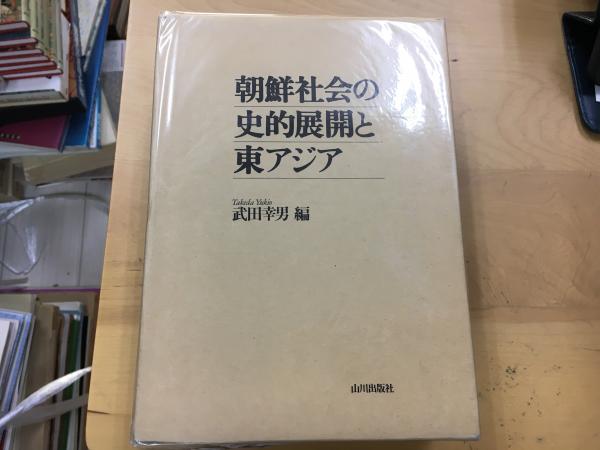 朝鮮社会の
史的展開と
東アジア
Takeda Yukio
武田幸男 編
山川出版社